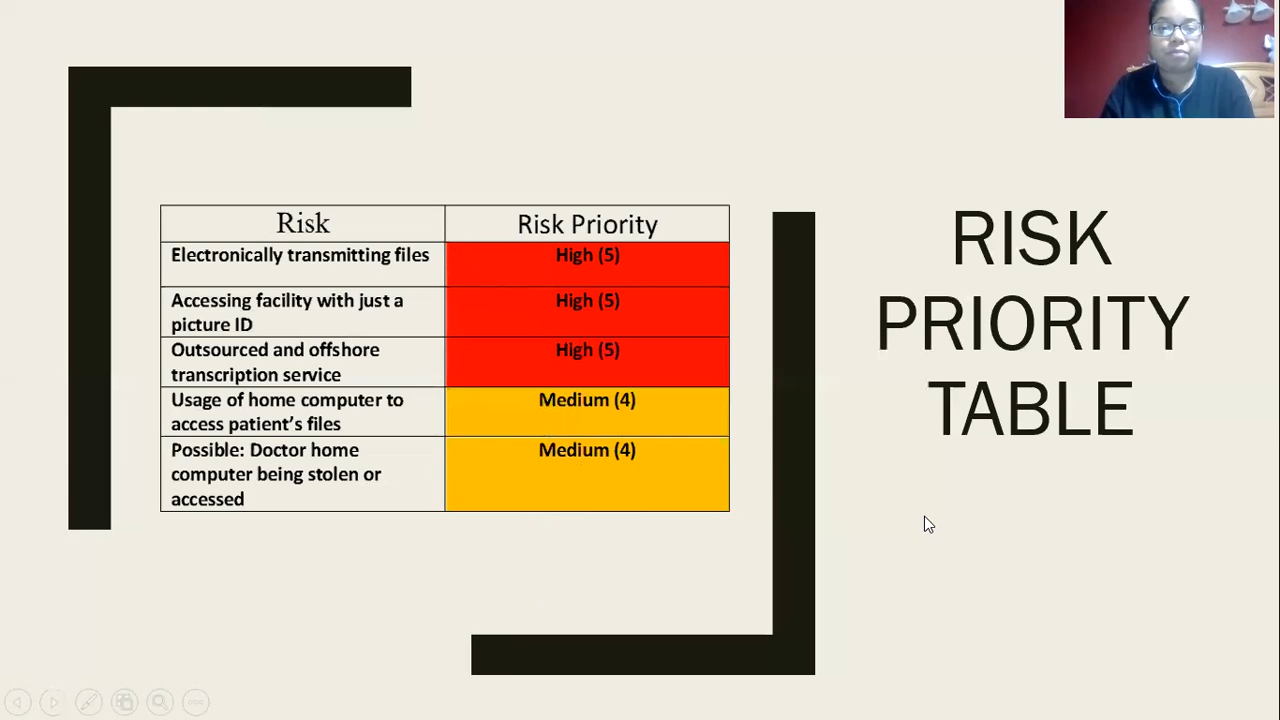 Risk
Risk Priority
Electronically transmitting files
High (5)
Accessing facility with just a
picture ID
High (5)
Outsourced and offshore
transcription service
High (5)
Usage of home computer to
access patient’s files
Medium (4)
Possible: Doctor home
computer being stolen or
accessed
Medium (4)
RISK
PRIORITY
TABLE